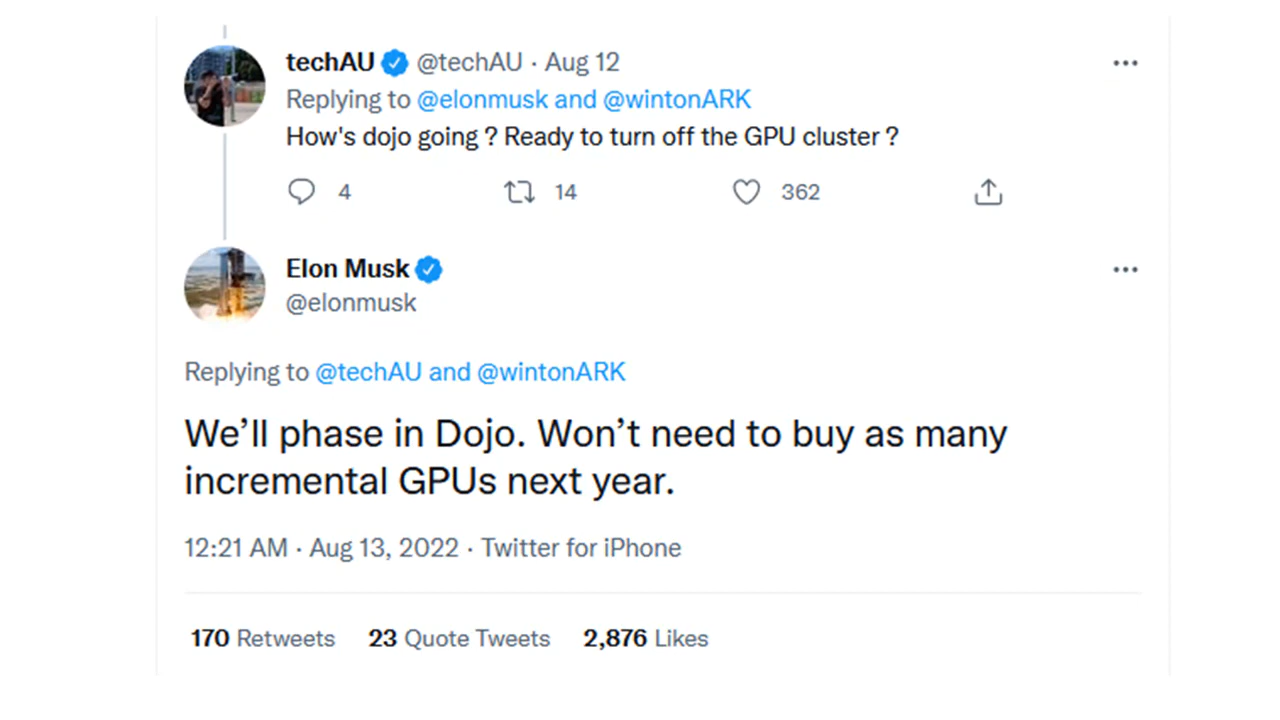 techAU @techAU · Aug 12
Replying to @elonmusk and @wintonARK
How's dojo going ? Ready to turn off the GPU cluster ?
4 14 362
Elon Musk
@elonmusk
Replying to @techAU and @wintonARK
We’ll phase in Dojo. Won’t need to buy as many
incremental GPUs next year.
12:21 AM · Aug 13, 2022 · Twitter for iPhone
170 Retweets 23 Quote Tweets 2,876 Likes